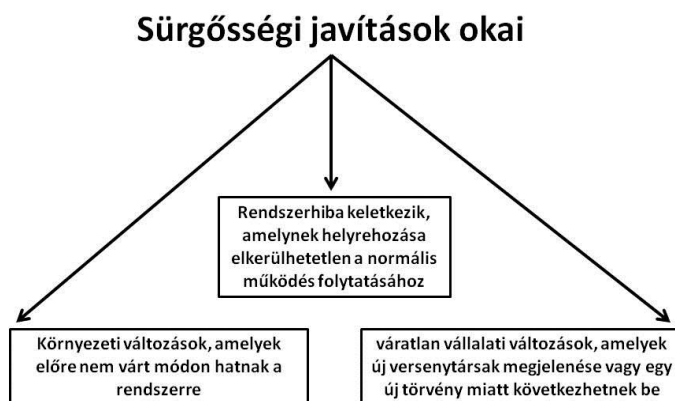 Sürgősségi javítások okai
Rendszerhiba keletkezik,
amelynek helyrehozása
elkerülhetetlen a normális
működés folytatásához
Környezeti változások, amelyek
előre nem várt módon hatnak a
rendszerre
váratlan vállalati változások, amelyek
új versenytársak megjelenése vagy egy
új törvény miatt következhetnek be